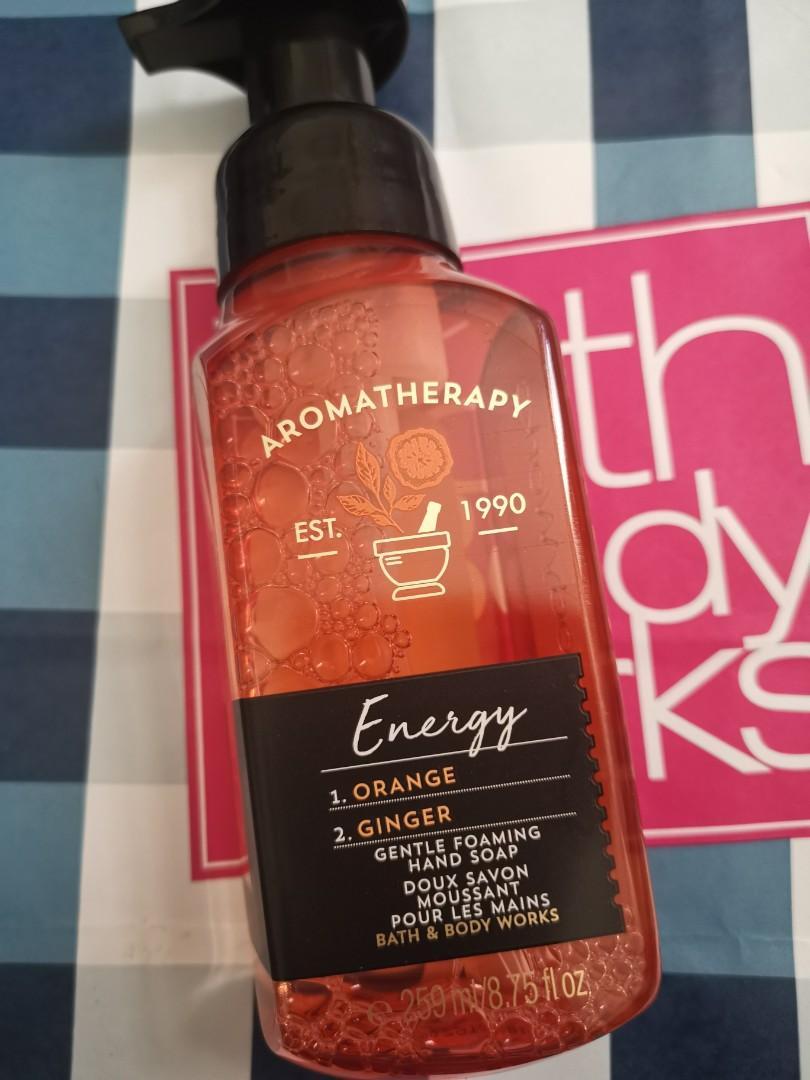 AROMATHERAPY
EST. 1990
Energy
1. ORANGE
2. GINGER
GENTLE FOAMING
HAND SOAP
DOUX SAVON
MOUSSANT
POUR LES MAINS
BATH & BODY WORKS
e 259 ml/8.75 fl oz
th
dy
ks